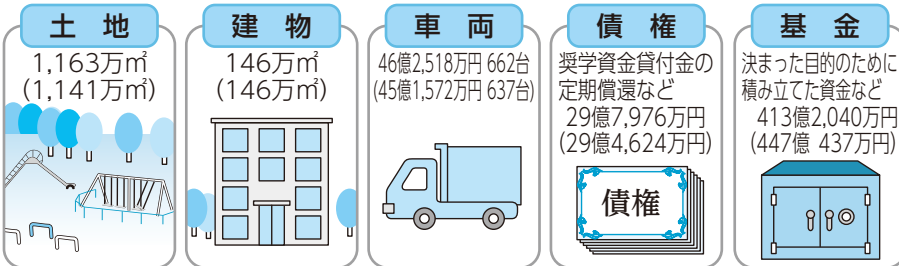 土地
1,163万㎡
(1,141万㎡)
建物
146万㎡
(146万㎡)
車両
46億2,518万円 662台
(45億1,572万円 637台)
債権
奨学資金貸付金の
定期償還など
29億7,976万円
(29億4,624万円)
債権
基金
決まった目的のために
積み立てた資金など
413億2,040万円
(447億 437万円)